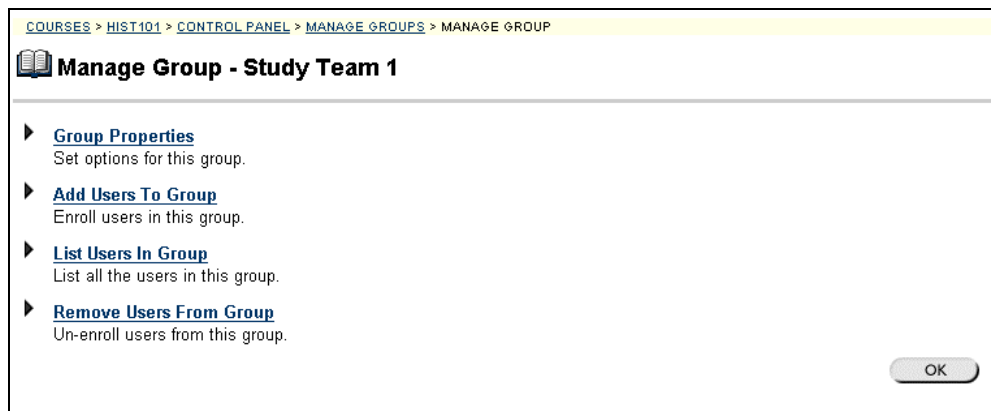 COURSES > HIST101 > CONTROL PANEL > MANAGE GROUPS > MANAGE GROUP
Manage Group - Study Team 1
Group Properties
Set options for this group.
Add Users To Group
Enroll users in this group.
List Users In Group
List all the users in this group.
Remove Users From Group
Un-enroll users from this group.
OK